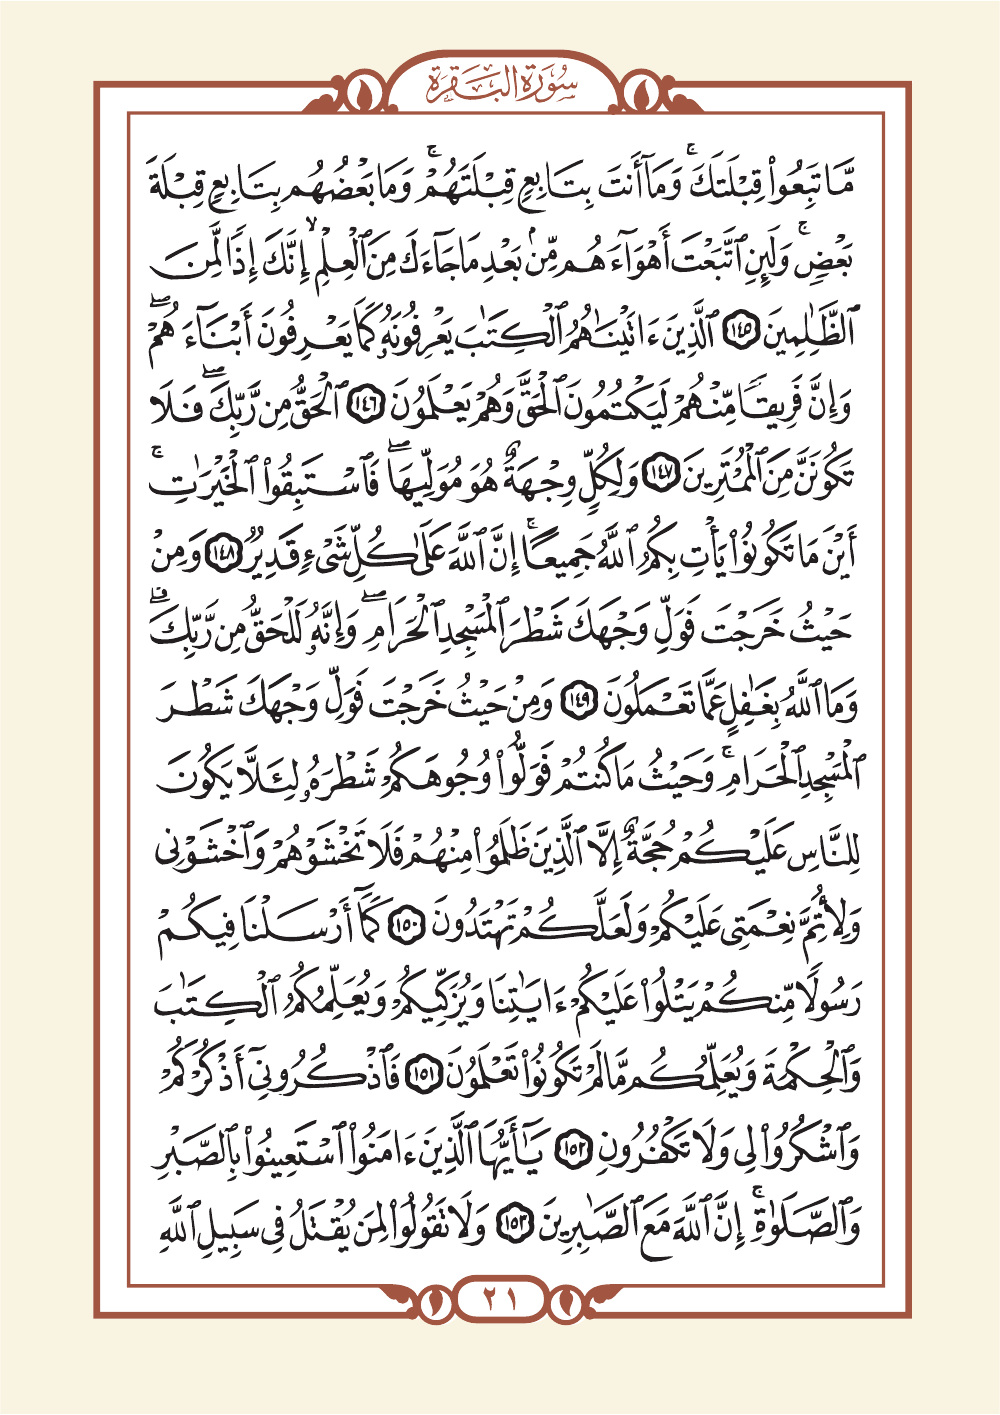 سُورَةُ البَقَرَةِ
مَّا تَبِعُوا۟ قِبْلَتَكَ ۚ وَمَآ أَنتَ بِتَابِعٍ قِبْلَتَهُمْ ۚ وَمَا بَعْضُهُم بِتَابِعٍ قِبْلَةَ
بَعْضٍ ۚ وَلَئِنِ ٱتَّبَعْتَ أَهْوَآءَهُم مِّنۢ بَعْدِ مَا جَآءَكَ مِنَ ٱلْعِلْمِ ۙ إِنَّكَ إِذًا لَّمِنَ
ٱلظَّـٰلِمِينَ ١٤٥ ٱلَّذِينَ ءَاتَيْنَـٰهُمُ ٱلْكِتَـٰبَ يَعْرِفُونَهُۥ كَمَا يَعْرِفُونَ أَبْنَآءَهُمْ ۖ
وَإِنَّ فَرِيقًا مِّنْهُمْ لَيَكْتُمُونَ ٱلْحَقَّ وَهُمْ يَعْلَمُونَ ١٤٦ ٱلْحَقُّ مِن رَّبِّكَ ۖ فَلَا
تَكُونَنَّ مِنَ ٱلْمُمْتَرِينَ ١٤٧ وَلِكُلٍّ وِجْهَةٌ هُوَ مُوَلِّيهَا ۖ فَٱسْتَبِقُوا۟ ٱلْخَيْرَٰتِ ۚ
أَيْنَ مَا تَكُونُوا۟ يَأْتِ بِكُمُ ٱللَّهُ جَمِيعًا ۚ إِنَّ ٱللَّهَ عَلَىٰ كُلِّ شَىْءٍ قَدِيرٌ ١٤٨ وَمِنْ
حَيْثُ خَرَجْتَ فَوَلِّ وَجْهَكَ شَطْرَ ٱلْمَسْجِدِ ٱلْحَرَامِ ۖ وَإِنَّهُۥ لَلْحَقُّ مِن رَّبِّكَ ۗ
وَمَا ٱللَّهُ بِغَـٰفِلٍ عَمَّا تَعْمَلُونَ ١٤٩ وَمِنْ حَيْثُ خَرَجْتَ فَوَلِّ وَجْهَكَ شَطْرَ
ٱلْمَسْجِدِ ٱلْحَرَامِ ۚ وَحَيْثُ مَا كُنتُمْ فَوَلُّوا۟ وُجُوهَكُمْ شَطْرَهُۥ لِئَلَّا يَكُونَ
لِلنَّاسِ عَلَيْكُمْ حُجَّةٌ إِلَّا ٱلَّذِينَ ظَلَمُوا۟ مِنْهُمْ فَلَا تَخْشَوْهُمْ وَٱخْشَوْنِى
وَلِأُتِمَّ نِعْمَتِى عَلَيْكُمْ وَلَعَلَّكُمْ تَهْتَدُونَ ١٥٠ كَمَآ أَرْسَلْنَا فِيكُمْ
رَسُولًا مِّنكُمْ يَتْلُوا۟ عَلَيْكُمْ ءَايَـٰتِنَا وَيُزَكِّيكُمْ وَيُعَلِّمُكُمُ ٱلْكِتَـٰبَ
وَٱلْحِكْمَةَ وَيُعَلِّمُكُم مَّا لَمْ تَكُونُوا۟ تَعْلَمُونَ ١٥١ فَٱذْكُرُونِىٓ أَذْكُرْكُمْ
وَٱشْكُرُوا۟ لِى وَلَا تَكْفُرُونِ ١٥٢ يَـٰٓأَيُّهَا ٱلَّذِينَ ءَامَنُوا۟ ٱسْتَعِينُوا۟ بِٱلصَّبْرِ
وَٱلصَّلَوٰةِ ۚ إِنَّ ٱللَّهَ مَعَ ٱلصَّـٰبِرِينَ ١٥٣ وَلَا تَقُولُوا۟ لِمَن يُقْتَلُ فِى سَبِيلِ ٱللَّهِ
٢١